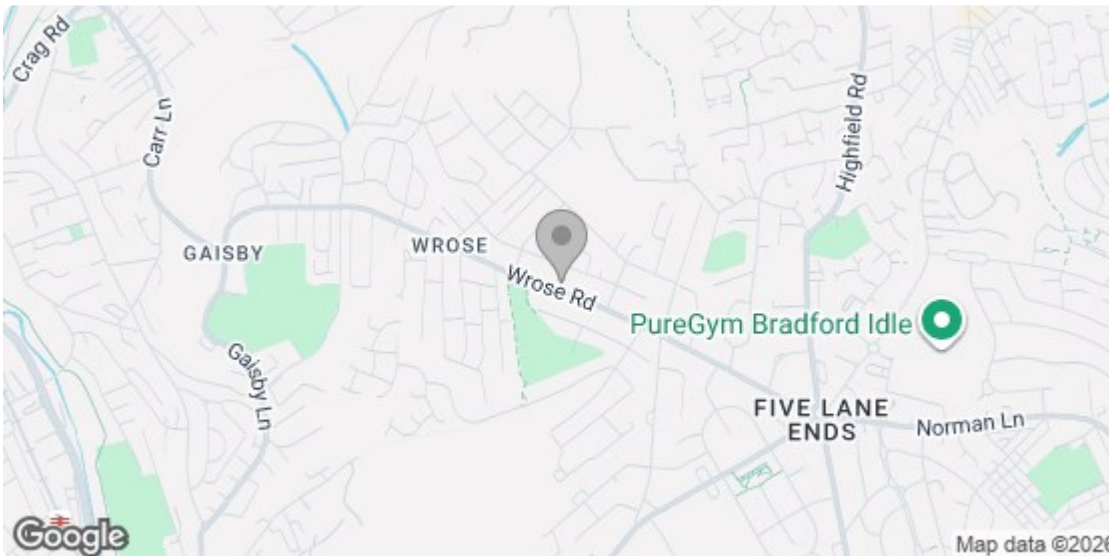 Crag Rd
Carr Ln
Highfield Rd
GAISBY
WROSE
Wrose Rd
PureGym Bradford Idle
Gaisby Ln
FIVE LANE
ENDS
Norman Ln
Google
Map data ©2026